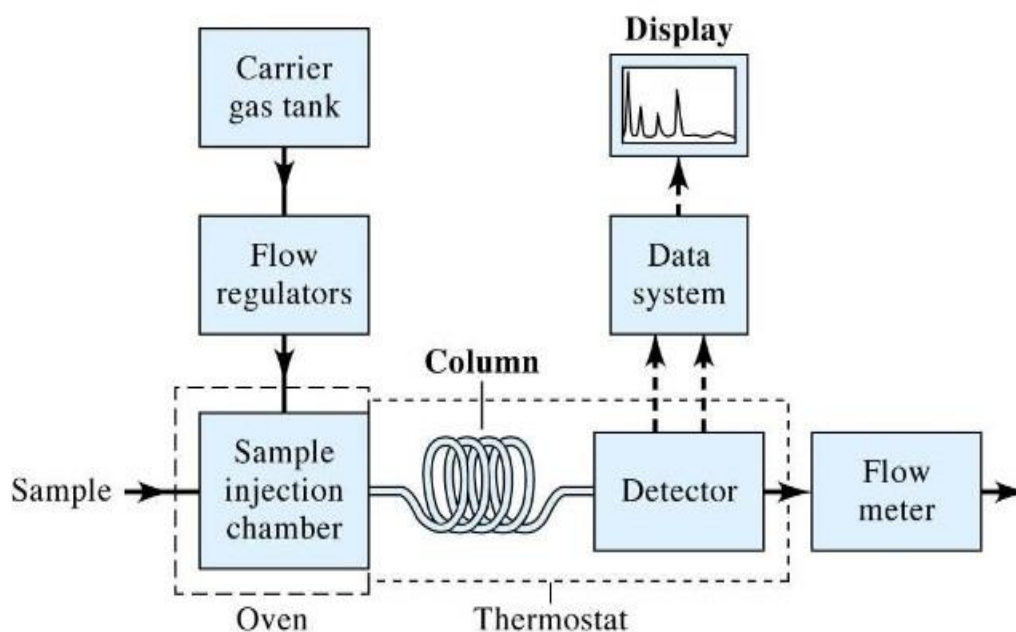 Carrier
gas tank
Display
Flow
regulators
Data
system
Column
Sample
Sample
injection
chamber
Detector
Flow
meter
Oven
Thermostat